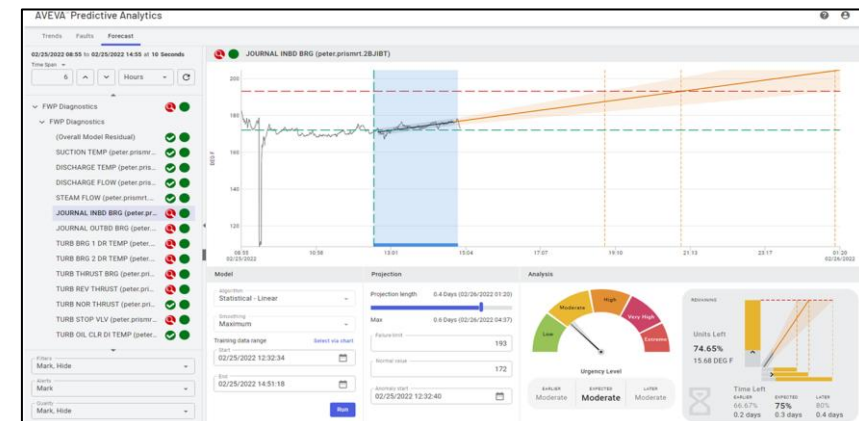 AVEVA™ Predictive Analytics
Trends Faults Forecast
02/25/2022 08:55 to 02/25/2022 14:55 at 10 Seconds
Time Span
6 Hours
FWP Diagnostics
FWP Diagnostics
(Overall Model Residual)
SUCTION TEMP (peter.prismr...
DISCHARGE TEMP (peter.pris...
DISCHARGE FLOW (peter.pris...
STEAM FLOW (peter.prismrt....
JOURNAL INBD BRG (peter.pr...
JOURNAL OUTBD BRG (peter...
TURB BRG 1 DR TEMP (peter....
TURB BRG 2 DR TEMP (peter....
TURB THRUST BRG (peter.pri...
TURB REV THRUST (peter.pri...
TURB NOR THRUST (peter.pri...
TURB STOP VLV (peter.prismr...
TURB OIL CLR DI TEMP (peter...
Filters
Mark, Hide
Alerts
Mark
Quality
Mark, Hide
JOURNAL INBD BRG (peter.prismrt.28JIBT)
200
180
160
140
120
DEG F
08:55
02/25/2022
10:58
13:01
15:04
17:07
19:10
21:13
23:17
01:20
02/26/2022
Model
Algorithm
Statistical - Linear
Smoothing
Maximum
Training data range Select via chart
Start
02/25/2022 12:32:34
End
02/25/2022 14:51:18
Run
Projection
Projection length 0.4 Days (02/26/2022 01:20)
Max 0.6 Days (02/26/2022 04:37)
Failure limit
193
Normal value
172
Anomaly start
02/25/2022 12:32:40
Analysis
Low
Moderate
High
Very High
Extreme
Urgency Level
EARLIER EXPECTED LATER
Moderate Moderate Moderate
REMAINING
Units Left
74.65%
15.68 DEG F
Time Left
EARLIER EXPECTED LATER
66.67% 75% 80%
0.2 days 0.3 days 0.4 days